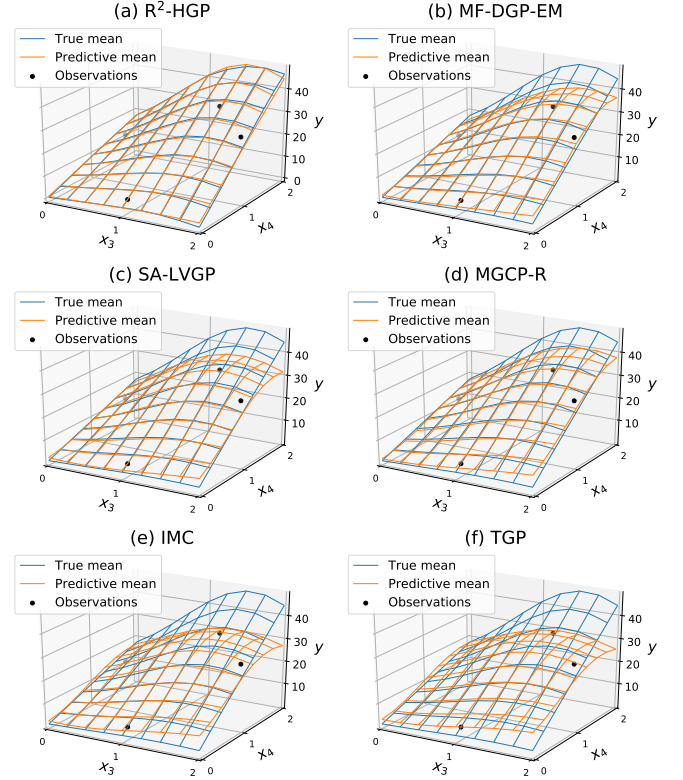 (a) R²-HGP
True mean
Predictive mean
Observations
40
30
20
10
0
y
0
1
2
x₃
0
1
2
x₄
(b) MF-DGP-EM
True mean
Predictive mean
Observations
40
30
20
10
y
0
1
2
x₃
0
1
2
x₄
(c) SA-LVGP
True mean
Predictive mean
Observations
40
30
20
10
y
0
1
2
x₃
0
1
2
x₄
(d) MGCP-R
True mean
Predictive mean
Observations
40
30
20
10
y
0
1
2
x₃
0
1
2
x₄
(e) IMC
True mean
Predictive mean
Observations
40
30
20
10
y
0
1
2
x₃
0
1
2
x₄
(f) TGP
True mean
Predictive mean
Observations
40
30
20
10
y
0
1
2
x₃
0
1
2
x₄